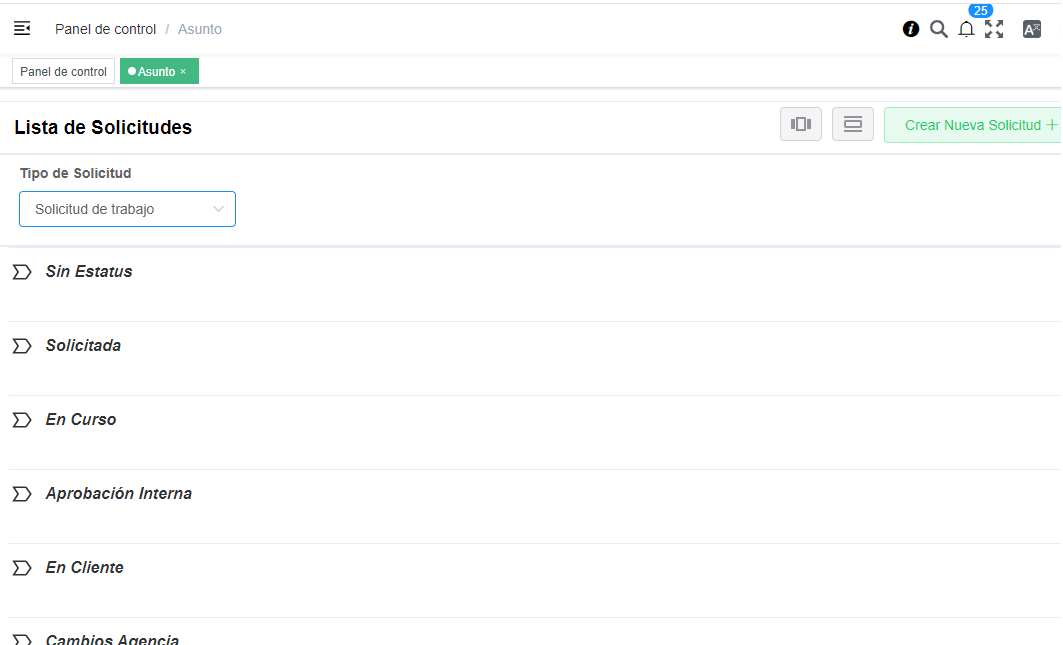 25
Panel de control / Asunto
Panel de control
Asunto ×
Lista de Solicitudes
Crear Nueva Solicitud +
Tipo de Solicitud
Solicitud de trabajo
Sin Estatus
Solicitada
En Curso
Aprobación Interna
En Cliente
Cambios Agencia